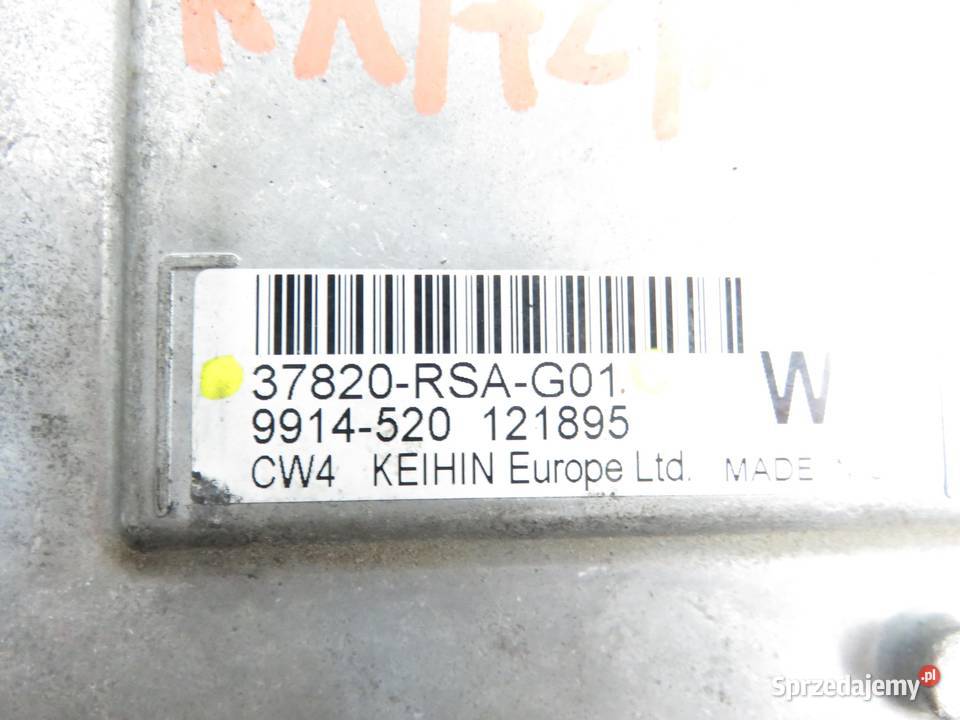 37820-RSA-G01
W
9914-520 121895
CW4 KEIHIN Europe Ltd. MADE
Sprzedajemy.pl